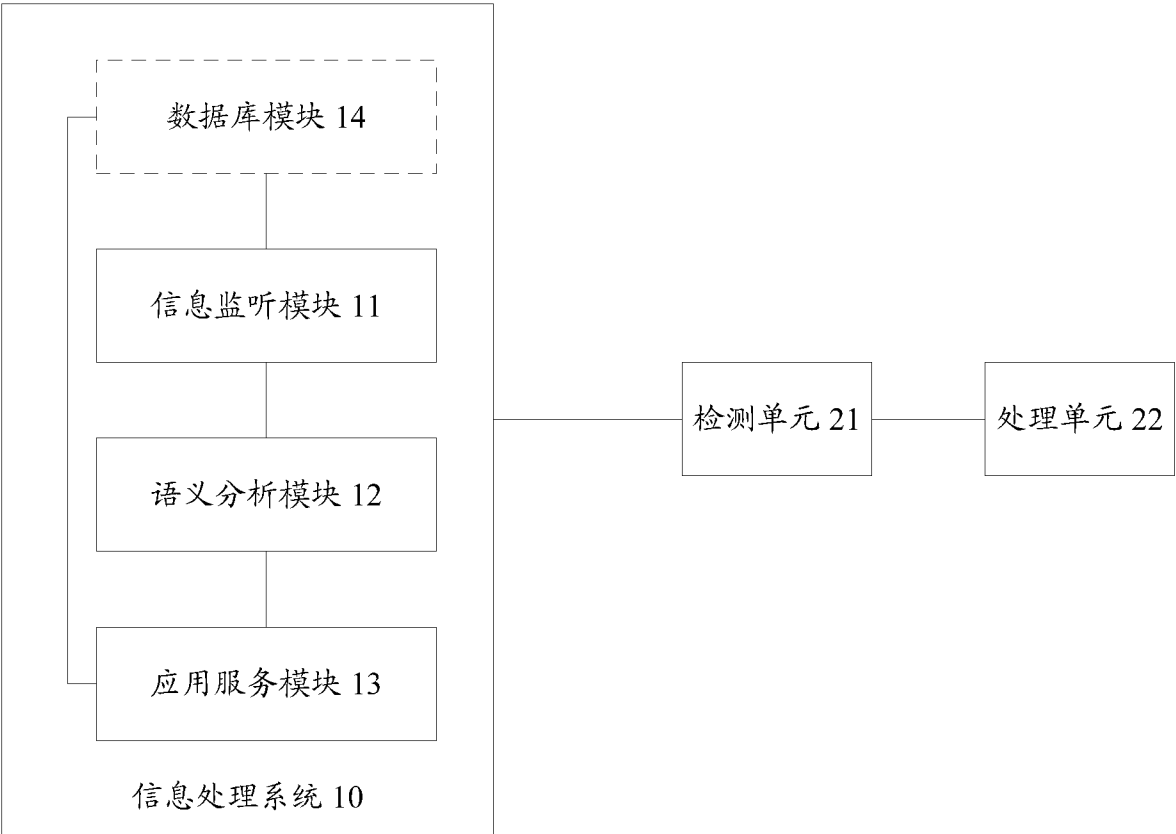 数据库模块 14
信息监听模块 11
语义分析模块 12
应用服务模块 13
信息处理系统 10
检测单元 21
处理单元 22